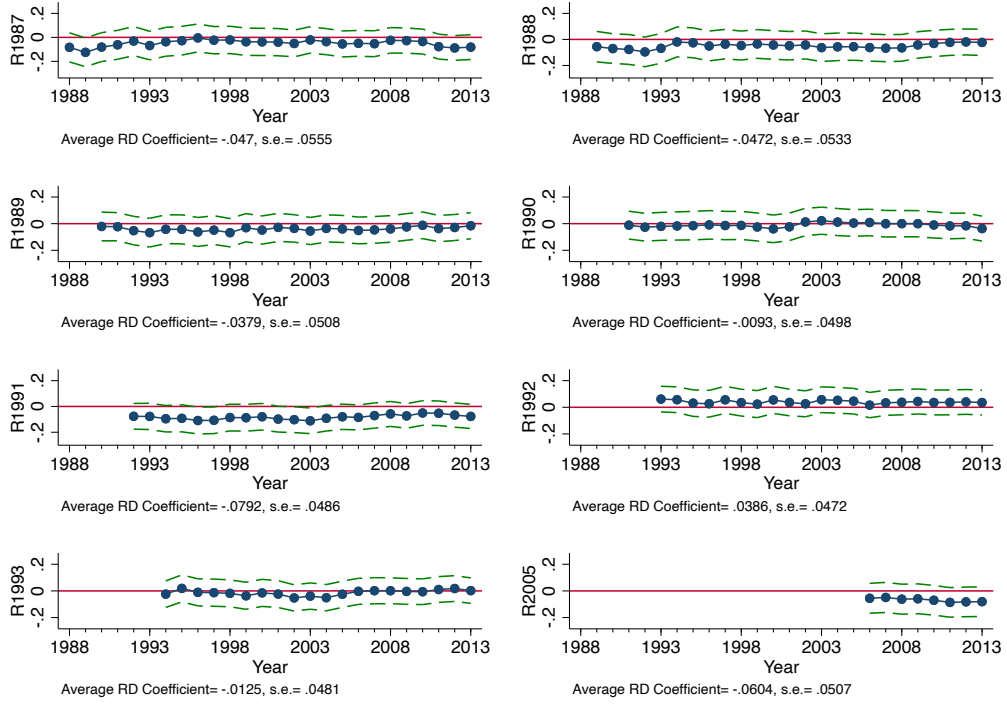 R1987
.2
0
-.2
1988 1993 1998 2003 2008 2013
Year
Average RD Coefficient= -.047, s.e.= .0555
R1988
.2
0
-.2
1988 1993 1998 2003 2008 2013
Year
Average RD Coefficient= -.0472, s.e.= .0533
R1989
.2
0
-.2
1988 1993 1998 2003 2008 2013
Year
Average RD Coefficient= -.0379, s.e.= .0508
R1990
.2
0
-.2
1988 1993 1998 2003 2008 2013
Year
Average RD Coefficient= -.0093, s.e.= .0498
R1991
.2
0
-.2
1988 1993 1998 2003 2008 2013
Year
Average RD Coefficient= -.0792, s.e.= .0486
R1992
.2
0
-.2
1988 1993 1998 2003 2008 2013
Year
Average RD Coefficient= .0386, s.e.= .0472
R1993
.2
0
-.2
1988 1993 1998 2003 2008 2013
Year
Average RD Coefficient= -.0125, s.e.= .0481
R2005
.2
0
-.2
1988 1993 1998 2003 2008 2013
Year
Average RD Coefficient= -.0604, s.e.= .0507